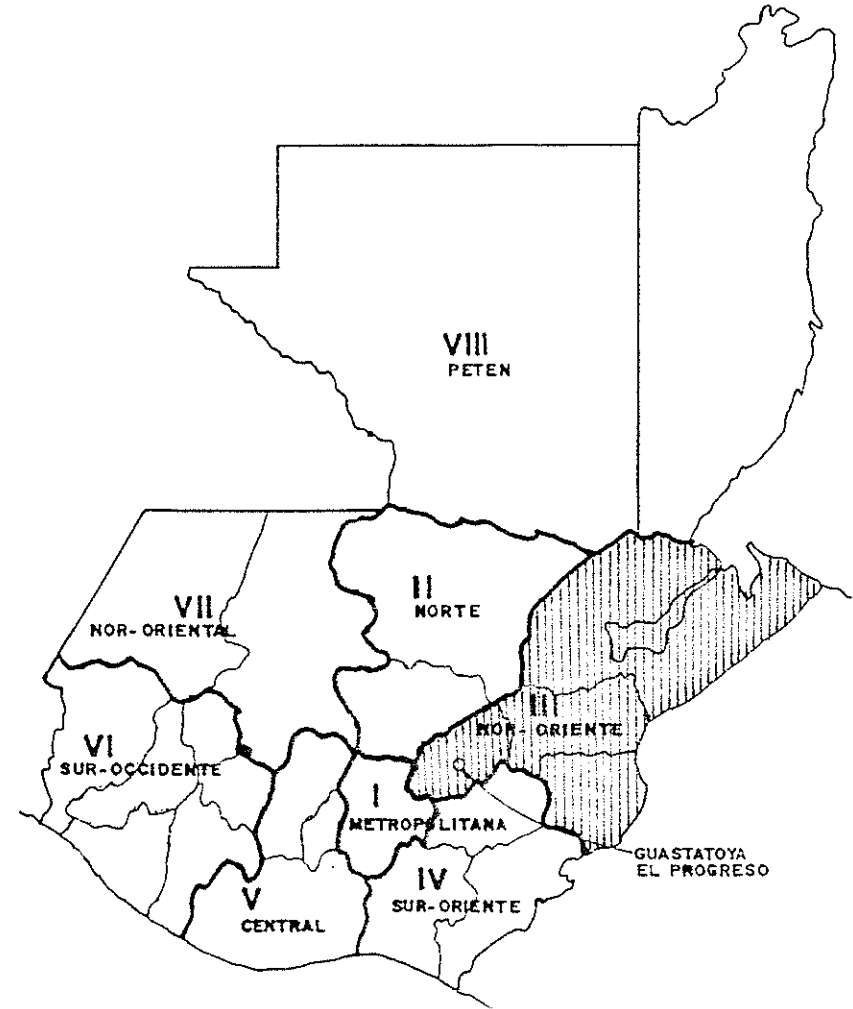 VIII
PETEN
II
NORTE
VII
NOR-ORIENTAL
III
NOR-ORIENTE
VI
SUR-OCCIDENTE
I
METROPOLITANA
GUASTATOYA
EL PROGRESO
IV
SUR-ORIENTE
V
CENTRAL